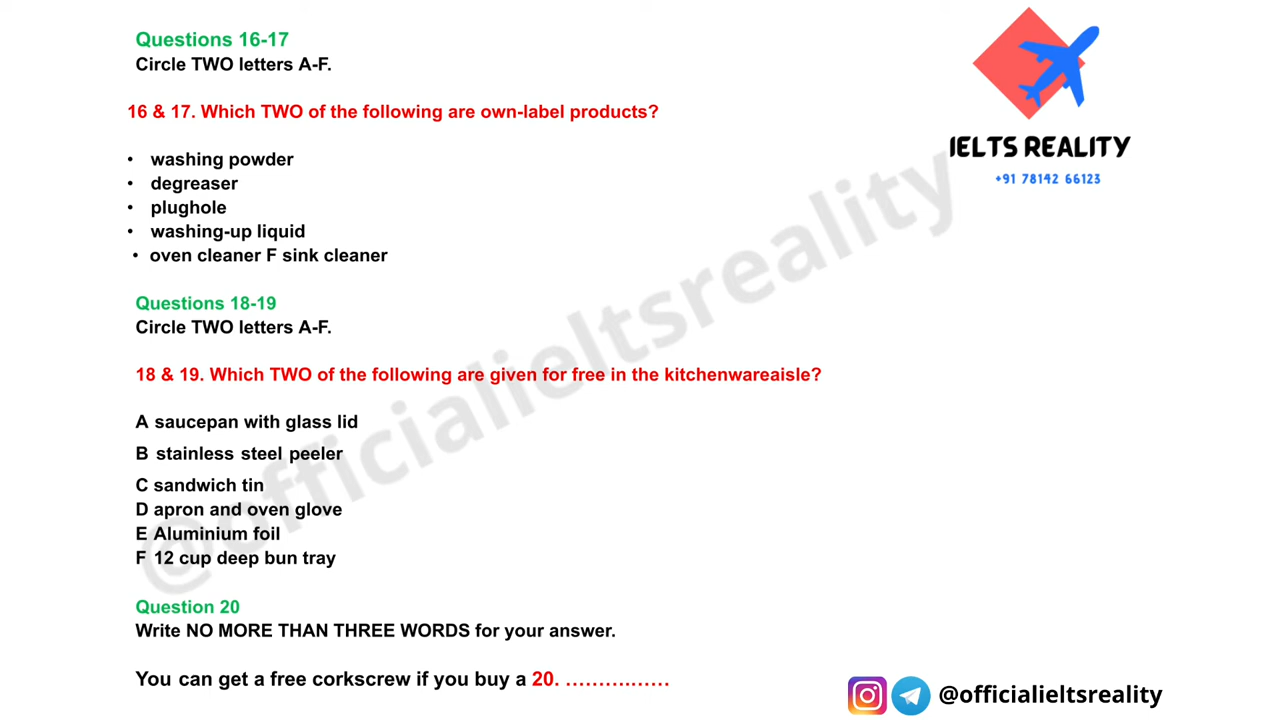 Questions 16-17
Circle TWO letters A-F.
16 & 17. Which TWO of the following are own-label products?
• washing powder
• degreaser
• plughole
• washing-up liquid
• oven cleaner F sink cleaner
Questions 18-19
Circle TWO letters A-F.
18 & 19. Which TWO of the following are given for free in the kitchenwareaisle?
A saucepan with glass lid
B stainless steel peeler
C sandwich tin
D apron and oven glove
E Aluminium foil
F 12 cup deep bun tray
Question 20
Write NO MORE THAN THREE WORDS for your answer.
You can get a free corkscrew if you buy a 20. ................
IELTS REALITY
+91 78142 66123
@officialieltsreality
@officialieltsreality